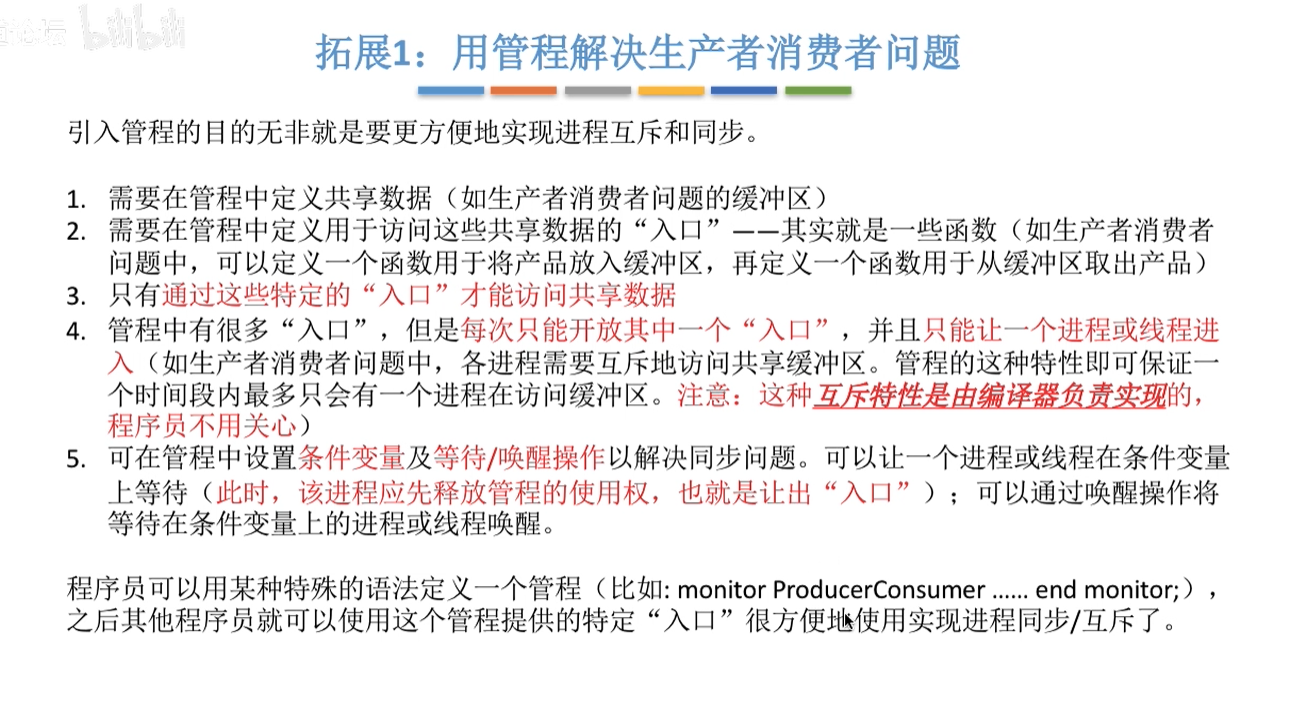 论坛 bilibili
拓展1：用管程解决生产者消费者问题
引入管程的目的无非就是要更方便地实现进程互斥和同步。
1. 需要在管程中定义共享数据（如生产者消费者问题的缓冲区）
2. 需要在管程中定义用于访问这些共享数据的“入口”——其实就是一些函数（如生产者消费者
问题中，可以定义一个函数用于将产品放入缓冲区，再定义一个函数用于从缓冲区取出产品）
3. 只有通过这些特定的“入口”才能访问共享数据
4. 管程中有很多“入口”，但是每次只能开放其中一个“入口”，并且只能让一个进程或线程进
入（如生产者消费者问题中，各进程需要互斥地访问共享缓冲区。管程的这种特性即可保证一
个时间段内最多只会有一个进程在访问缓冲区。注意：这种互斥特性是由编译器负责实现的，
程序员不用关心）
5. 可在管程中设置条件变量及等待/唤醒操作以解决同步问题。可以让一个进程或线程在条件变量
上等待（此时，该进程应先释放管程的使用权，也就是让出“入口”）；可以通过唤醒操作将
等待在条件变量上的进程或线程唤醒。
程序员可以用某种特殊的语法定义一个管程（比如: monitor ProducerConsumer …… end monitor;），
之后其他程序员就可以使用这个管程提供的特定“入口”很方便地使用实现进程同步/互斥了。